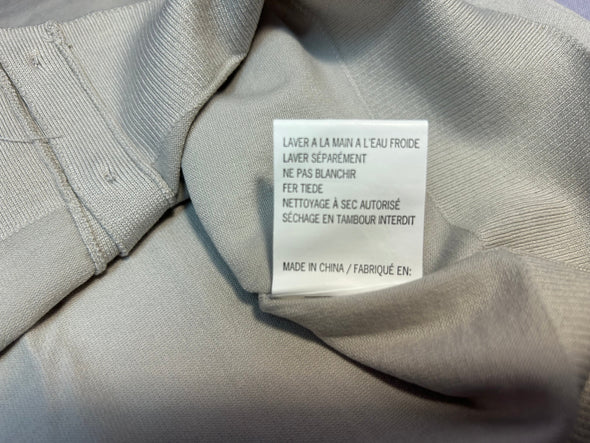 LAVER A LA MAIN A L'EAU FROIDE
LAVER SÉPARÉMENT
NE PAS BLANCHIR
FER TIEDE
NETTOYAGE À SEC AUTORISÉ
SÉCHAGE EN TAMBOUR INTERDIT
MADE IN CHINA / FABRIQUÉ EN: